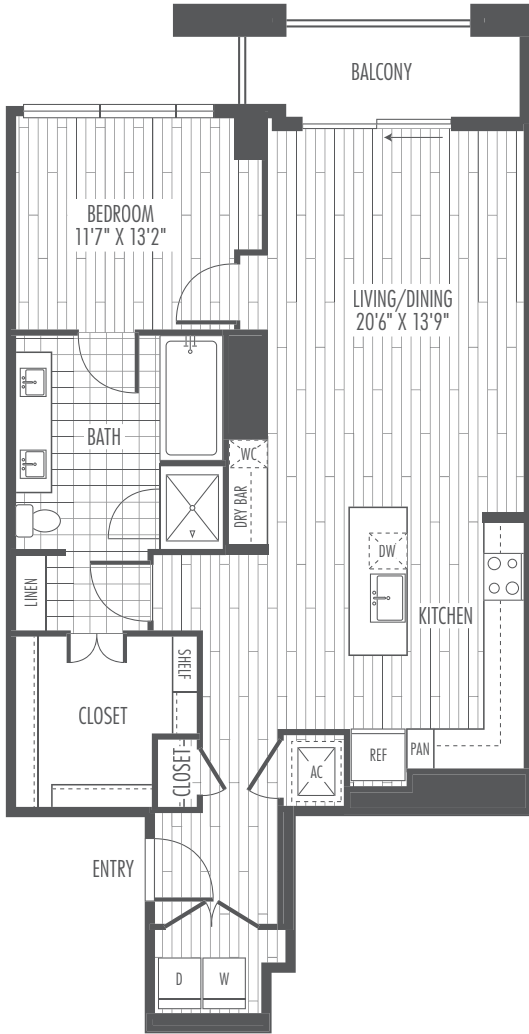 BALCONY
BEDROOM
11'7" X 13'2"
LIVING/DINING
20'6" X 13'9"
BATH
WC
DRY BAR
DW
LINEN
KITCHEN
SHELF
CLOSET
CLOSET
AC
REF
PAN
ENTRY
D
W